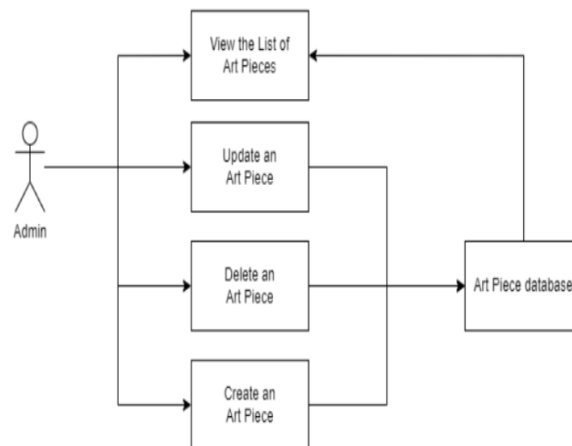 View the List of
Art Pieces
Update an
Art Piece
Admin
Delete an
Art Piece
Art Piece database
Create an
Art Piece